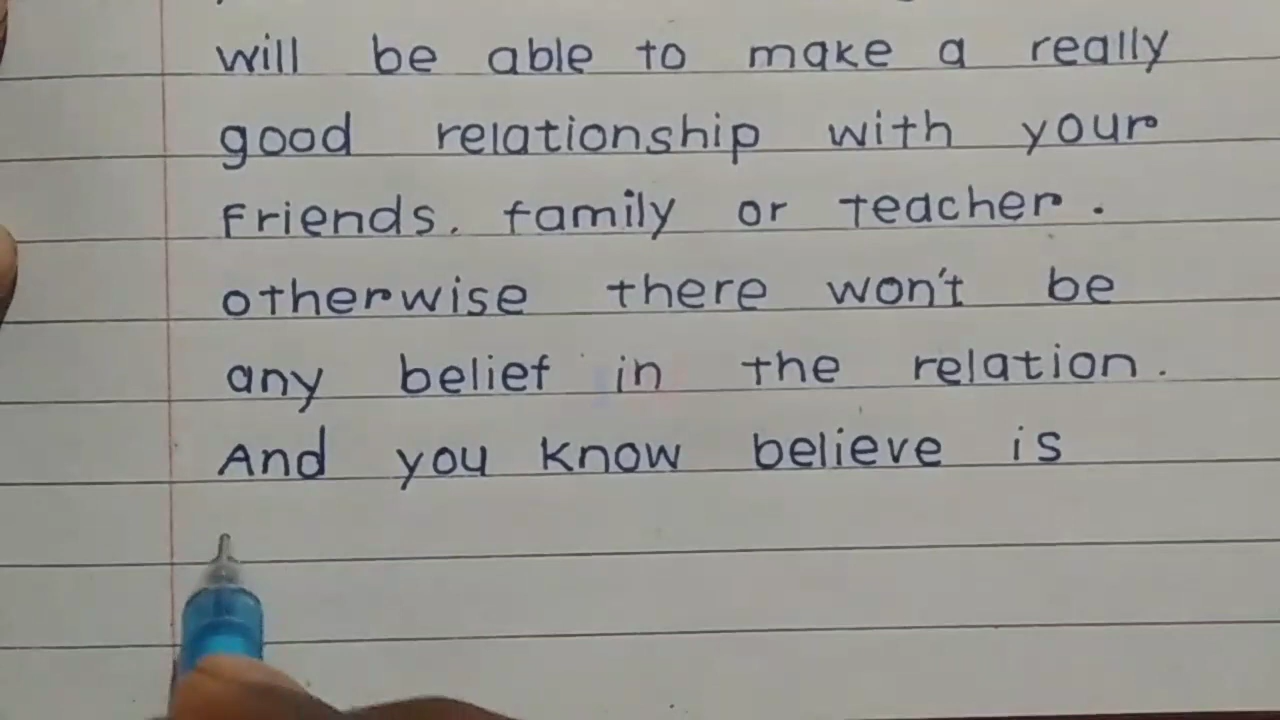 will be able to make a really
good relationship with your
Friends. family or teacher.
otherwise there won't be
any belief in the relation.
And you know believe is